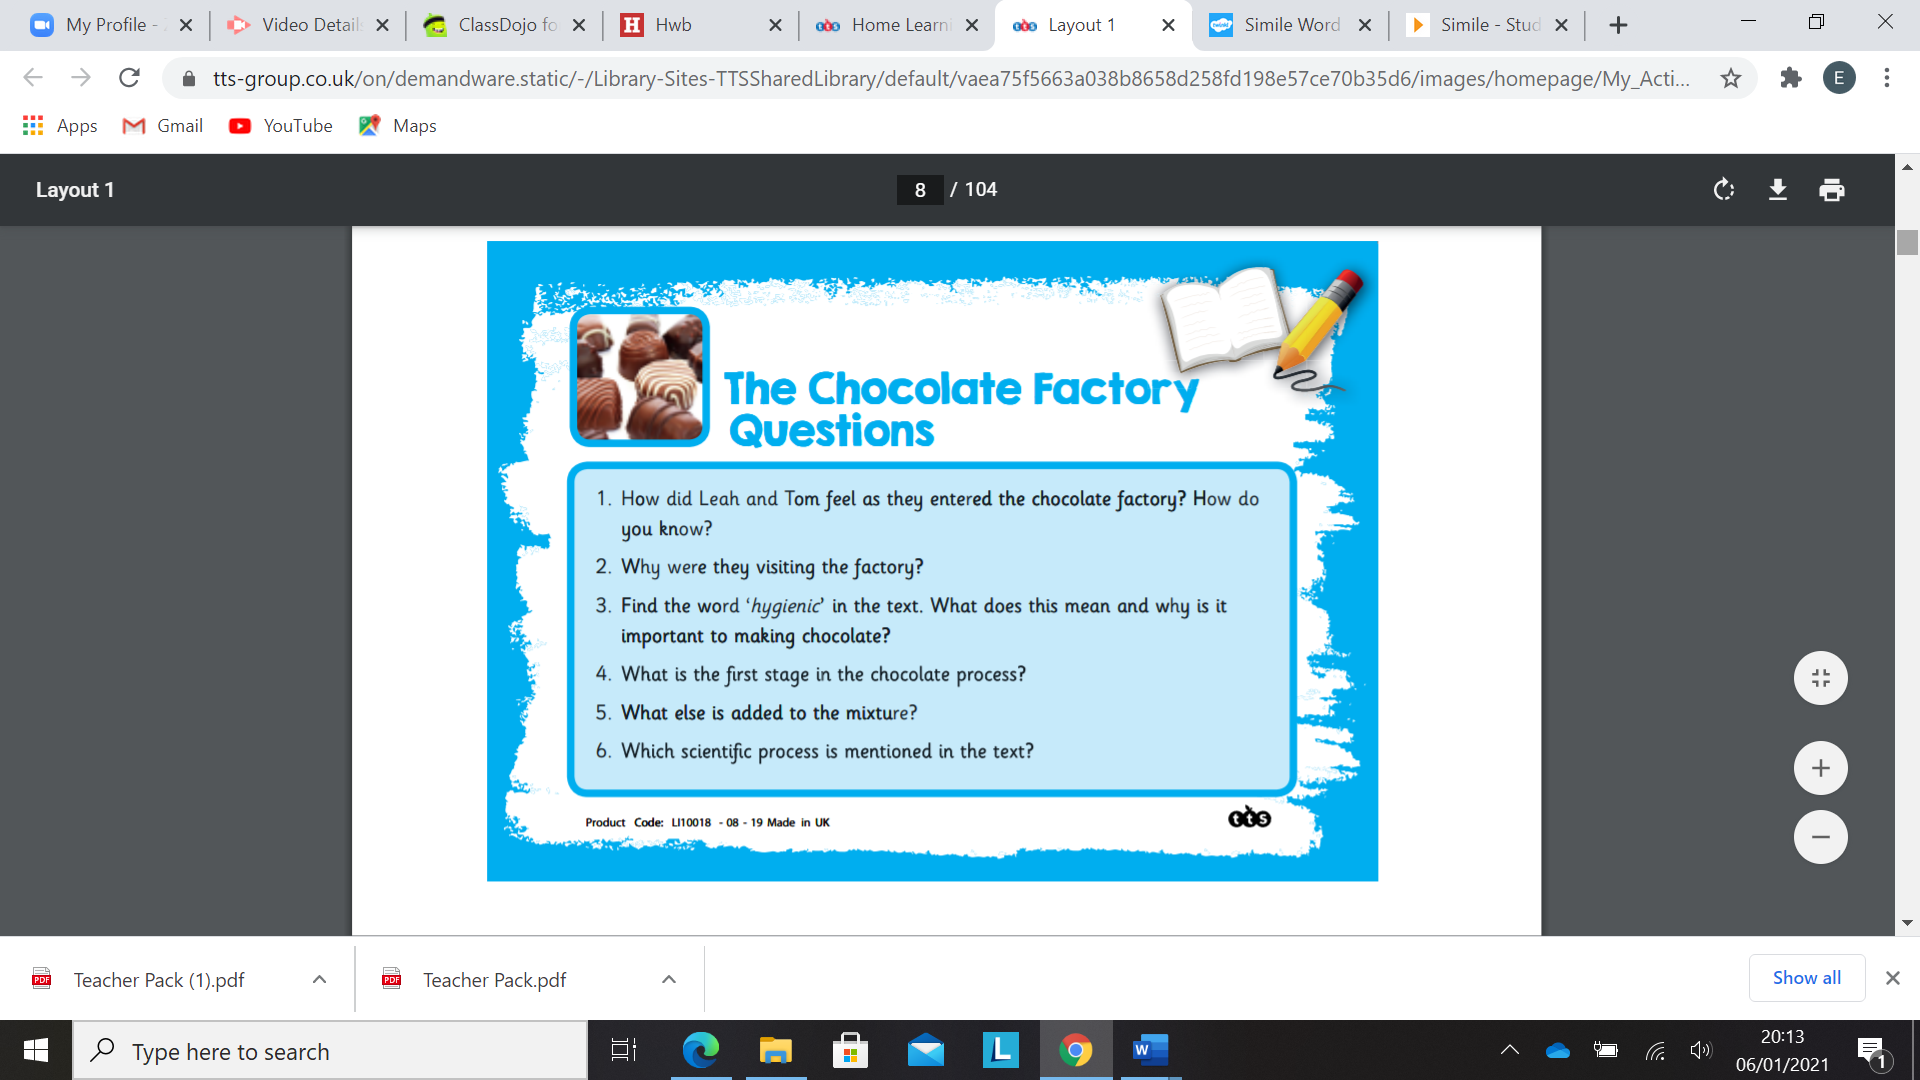 My Profile - Z
Video Details
ClassDojo fo
Hwb
Home Learni
Layout 1
Simile Word
Simile - Stud
tts-group.co.uk/on/demandware.static/-/Library-Sites-TTSSharedLibrary/default/vaea75f5663a038b8658d258fd198e57ce70b35d6/images/homepage/My_Acti...
E
Apps
Gmail
YouTube
Maps
Layout 1
8 / 104
The Chocolate Factory
Questions
1. How did Leah and Tom feel as they entered the chocolate factory? How do
you know?
2. Why were they visiting the factory?
3. Find the word ‘hygienic’ in the text. What does this mean and why is it
important to making chocolate?
4. What is the first stage in the chocolate process?
5. What else is added to the mixture?
6. Which scientific process is mentioned in the text?
Product Code: LI10018 - 08 - 19 Made in UK
tts
PDF Teacher Pack (1).pdf
PDF Teacher Pack.pdf
Show all
Type here to search
L
W
20:13
06/01/2021
1